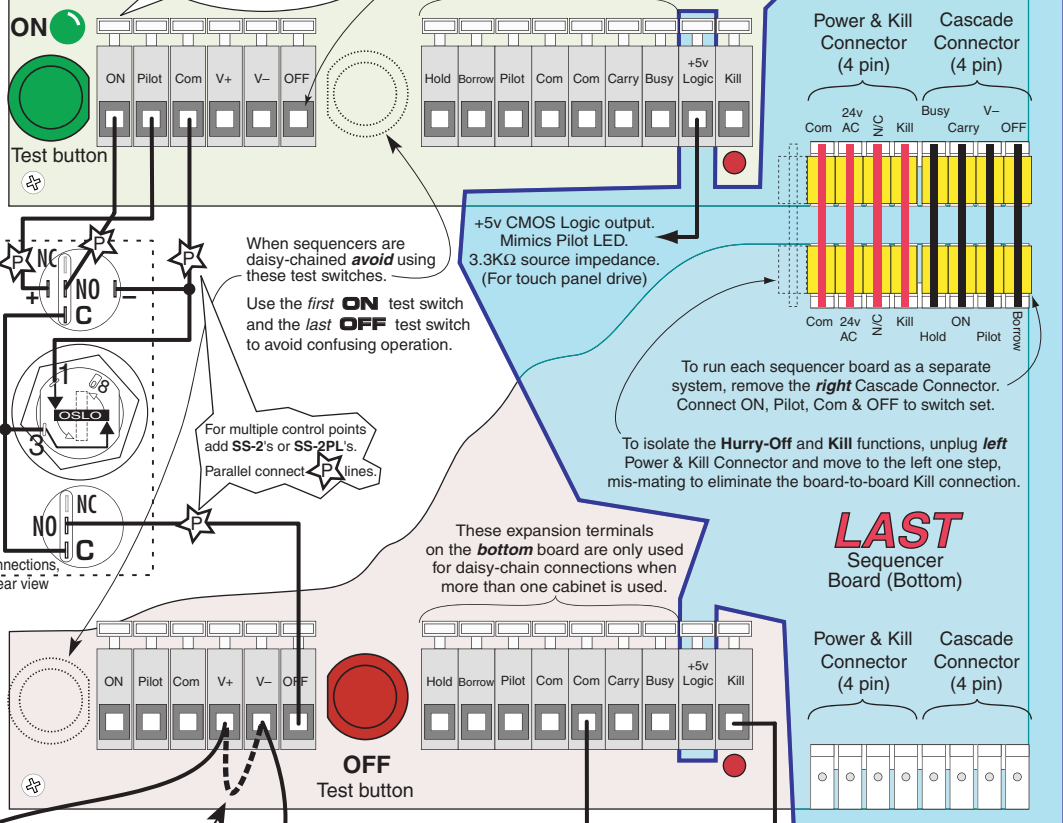 ON
ON Pilot Com V+ V– OFF
Test button
Hold Borrow Pilot Com Com Carry Busy +5v Logic Kill
Power & Kill
Connector
(4 pin)
Cascade
Connector
(4 pin)
Com 24v AC N/C Kill Busy Carry V– OFF
+5v CMOS Logic output.
Mimics Pilot LED.
3.3KΩ source impedance.
(For touch panel drive)
When sequencers are
daisy-chained avoid using
these test switches.
Use the first ON test switch
and the last OFF test switch
to avoid confusing operation.
P
P
P
NC
+ NO –
C
1 8
OSLO
3
Com 24v AC N/C Kill Hold ON Pilot Borrow
To run each sequencer board as a separate
system, remove the right Cascade Connector.
Connect ON, Pilot, Com & OFF to switch set.
To isolate the Hurry-Off and Kill functions, unplug left
Power & Kill Connector and move to the left one step,
mis-mating to eliminate the board-to-board Kill connection.
For multiple control points
add SS-2's or SS-2PL's.
Parallel connect P lines.
NC
NO
C
P
nnections,
ear view
These expansion terminals
on the bottom board are only used
for daisy-chain connections when
more than one cabinet is used.
LAST
Sequencer
Board (Bottom)
ON Pilot Com V+ V– OFF
OFF
Test button
Hold Borrow Pilot Com Com Carry Busy +5v Logic Kill
Power & Kill
Connector
(4 pin)
Cascade
Connector
(4 pin)